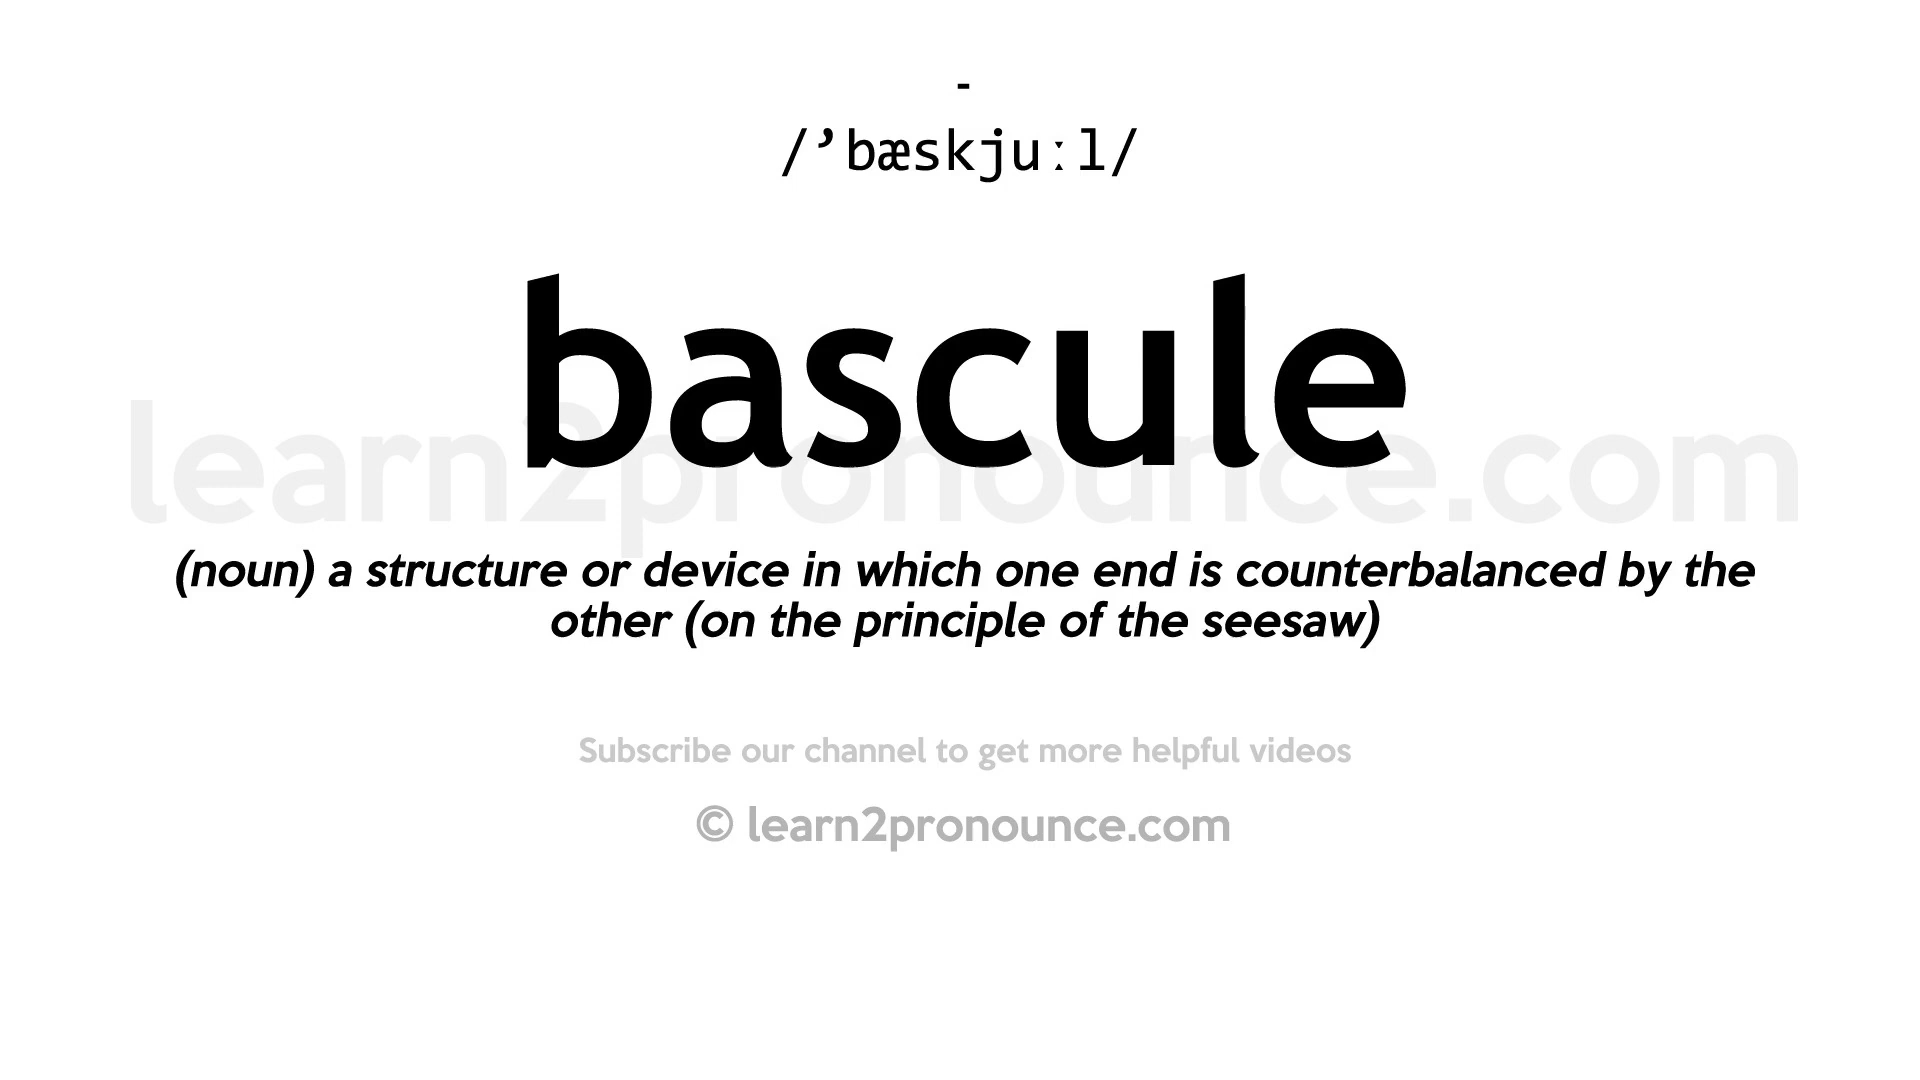 -
/’bæskjuːl/
bascule
learn2pronounce.com
(noun) a structure or device in which one end is counterbalanced by the
other (on the principle of the seesaw)
Subscribe our channel to get more helpful videos
© learn2pronounce.com